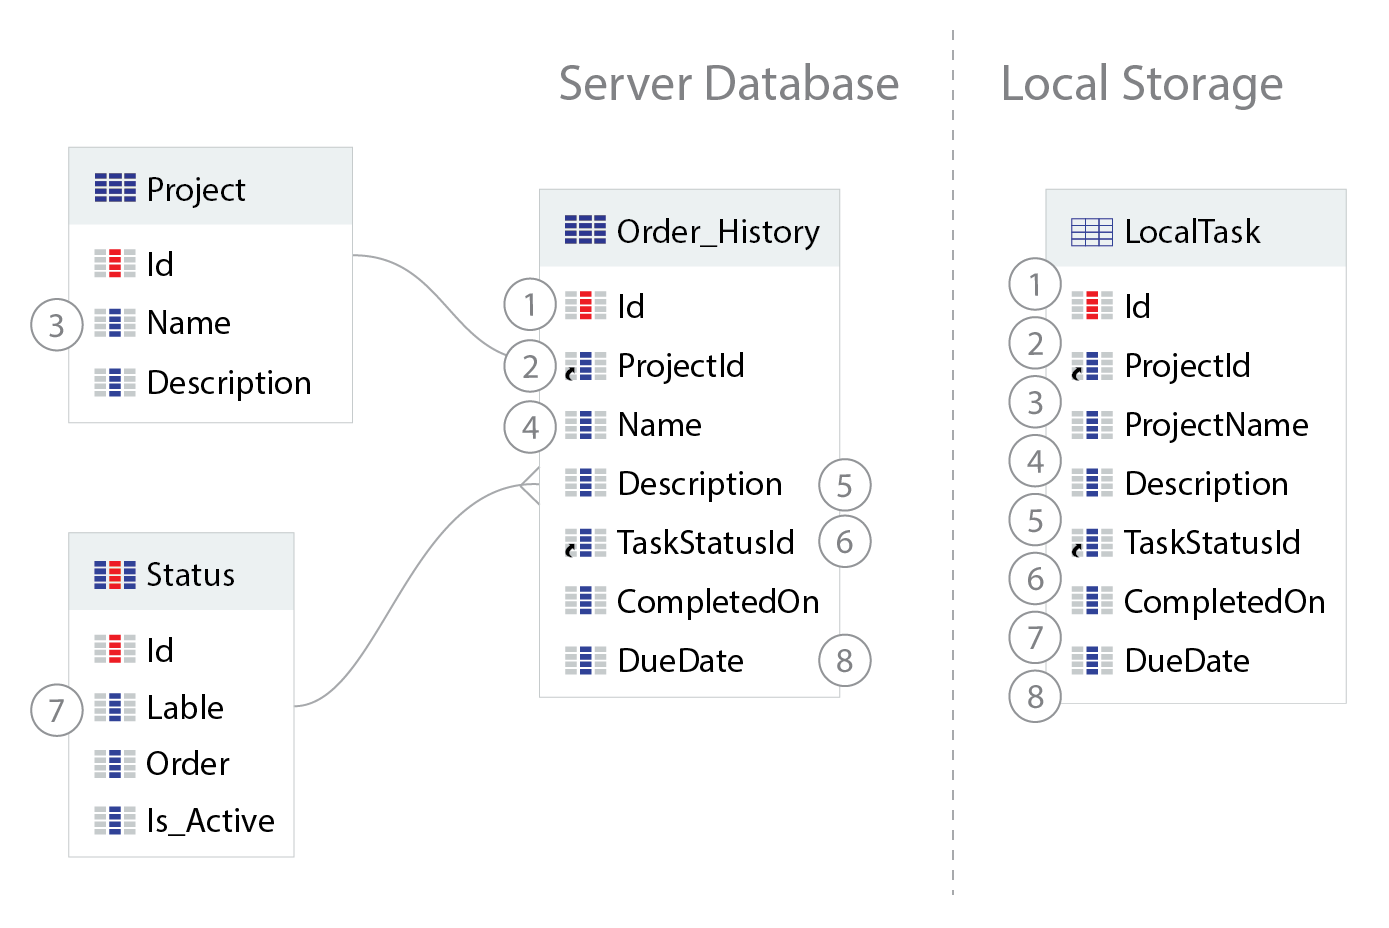 Server Database
Local Storage
Project
Id
3 Name
Description
Status
Id
7 Lable
Order
Is_Active
Order_History
1 Id
2 ProjectId
4 Name
Description 5
TaskStatusId 6
CompletedOn
DueDate 8
LocalTask
1
Id
2
ProjectId
3
ProjectName
4
Description
5
TaskStatusId
6
CompletedOn
7
DueDate
8